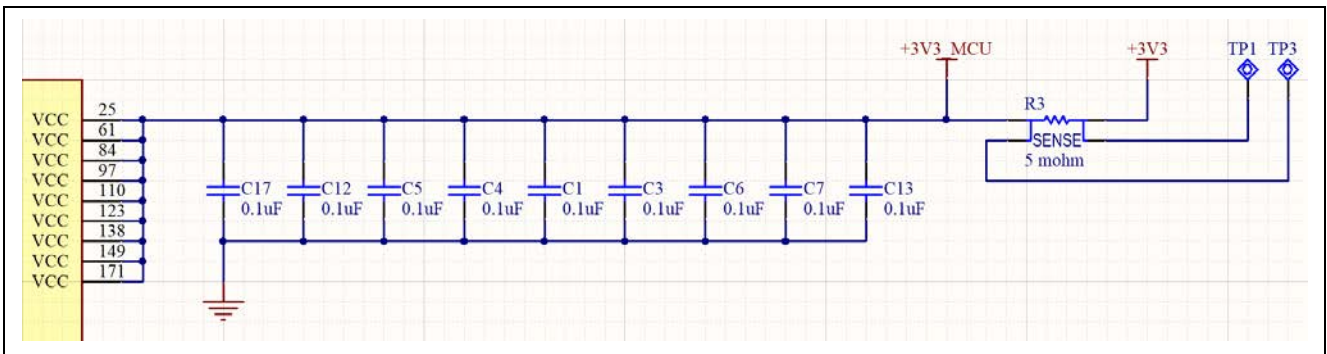 +3V3_MCU
+3V3
TP1 TP3
R3
SENSE
5 mohm
VCC 25
VCC 61
VCC 84
VCC 97
VCC 110
VCC 123
VCC 138
VCC 149
VCC 171
C17 C12 C5 C4 C1 C3 C6 C7 C13
0.1uF 0.1uF 0.1uF 0.1uF 0.1uF 0.1uF 0.1uF 0.1uF 0.1uF